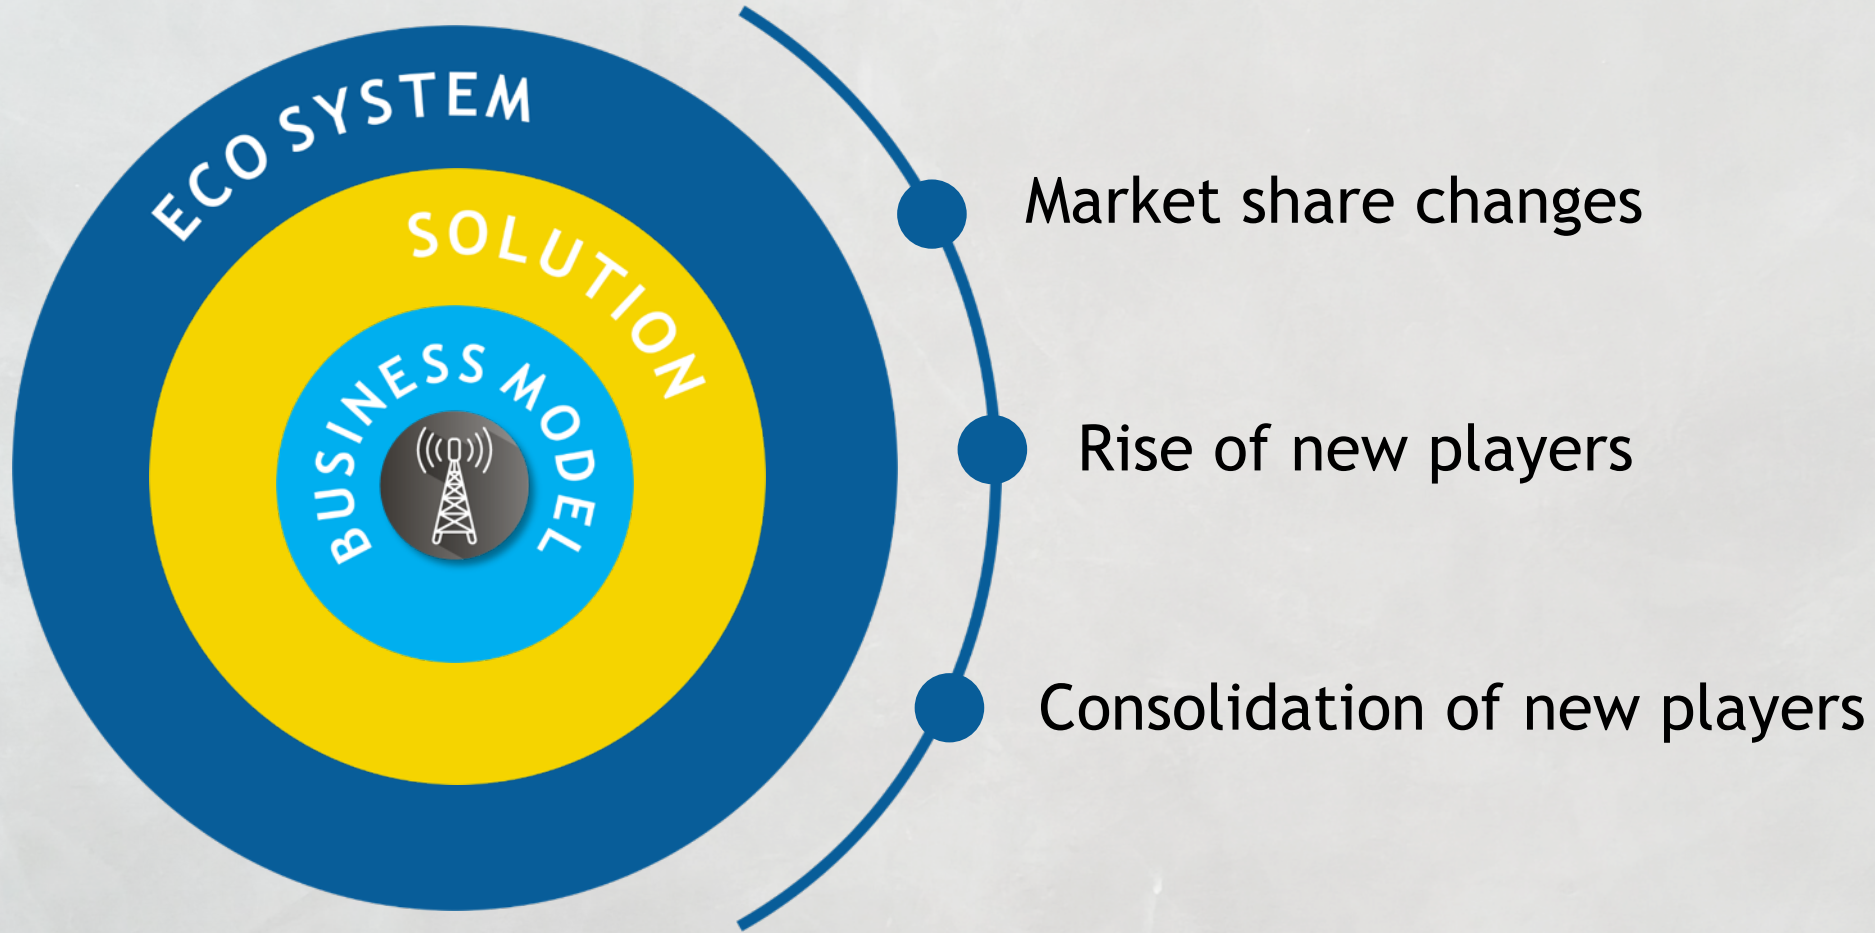 ECO SYSTEM
SOLUTION
BUSINESS MODEL
Market share changes
Rise of new players
Consolidation of new players